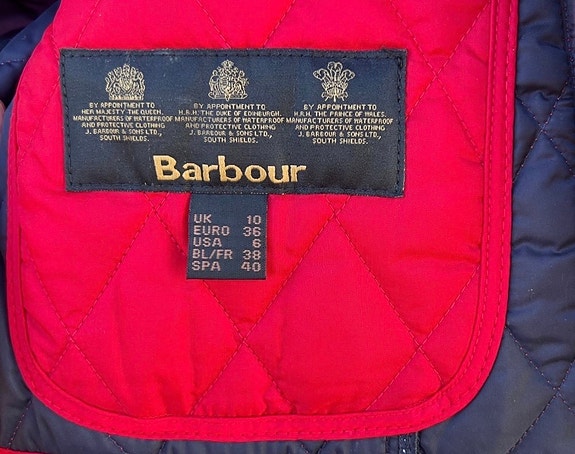 BY APPOINTMENT TO
HER MAJESTY THE QUEEN.
MANUFACTURERS OF WATERPROOF
AND PROTECTIVE CLOTHING
J. BARBOUR & SONS LTD.,
SOUTH SHIELDS.
BY APPOINTMENT TO
H.R.H. THE DUKE OF EDINBURGH.
MANUFACTURERS OF WATERPROOF
AND PROTECTIVE CLOTHING
J. BARBOUR & SONS LTD.,
SOUTH SHIELDS.
BY APPOINTMENT TO
H.R.H. THE PRINCE OF WALES.
MANUFACTURERS OF WATERPROOF
AND PROTECTIVE CLOTHING
J. BARBOUR & SONS LTD.,
SOUTH SHIELDS.
Barbour
UK 10
EURO 36
USA 6
BL/FR 38
SPA 40